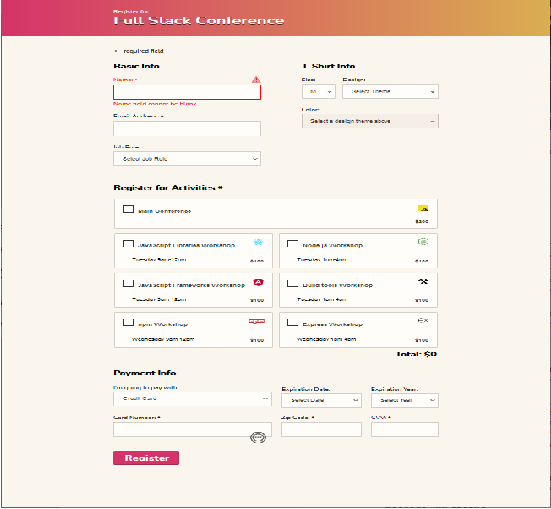 Register for
Full Stack Conference
* required field
Basic Info
T-Shirt Info
Name: *
Size:
Design:
M
Select Theme
Name field cannot be blank
Color:
Email Address: *
Select a design theme above
Job Role
Select Job Role
Register for Activities *
Main Conference
JS
$200
JavaScript Libraries Workshop
Tuesday 9am-12pm
$100
Node.js Workshop
Tuesday 1pm-4pm
$100
JavaScript Frameworks Workshop
Tuesday 9am-12pm
$100
Build tools Workshop
Tuesday 1pm-4pm
$100
npm Workshop
Wednesday 9am-12pm
$100
Express Workshop
Wednesday 1pm-4pm
$100
Total: $0
Payment Info
I'm going to pay with:
Expiration Date:
Expiration Year:
Credit Card
Select Date
Select Year
Card Number: *
Zip Code: *
CVV: *
Register